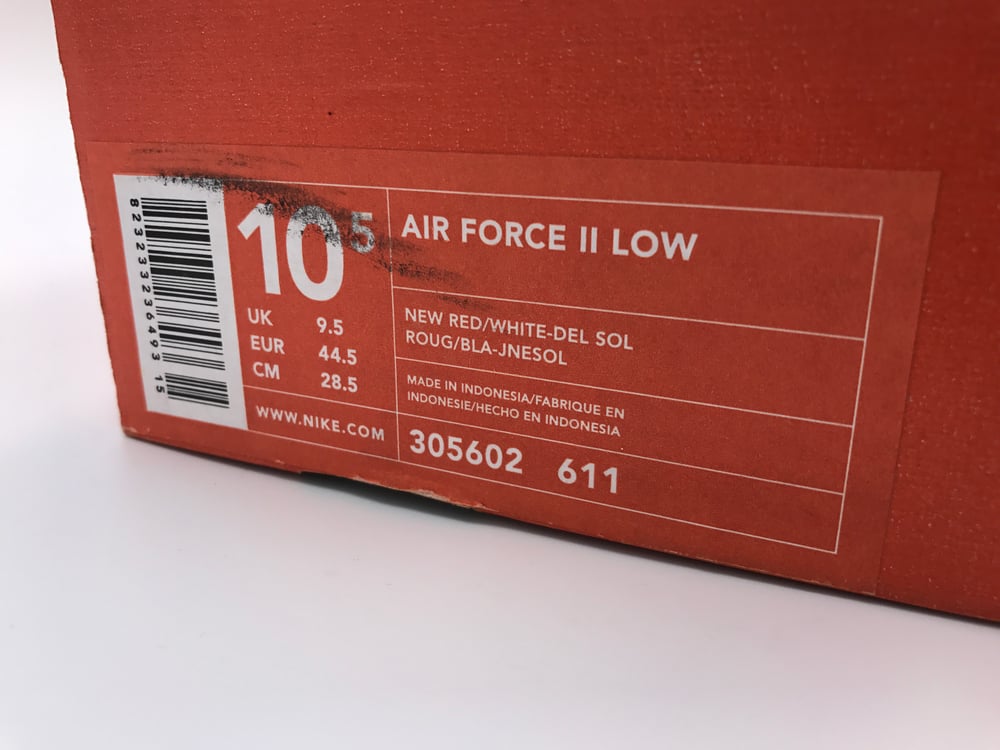 823233236493 15
10 5
UK 9.5
EUR 44.5
CM 28.5
WWW.NIKE.COM
AIR FORCE II LOW
NEW RED/WHITE-DEL SOL
ROUG/BLA-JNESOL
MADE IN INDONESIA/FABRIQUE EN
INDONESIE/HECHO EN INDONESIA
305602 611